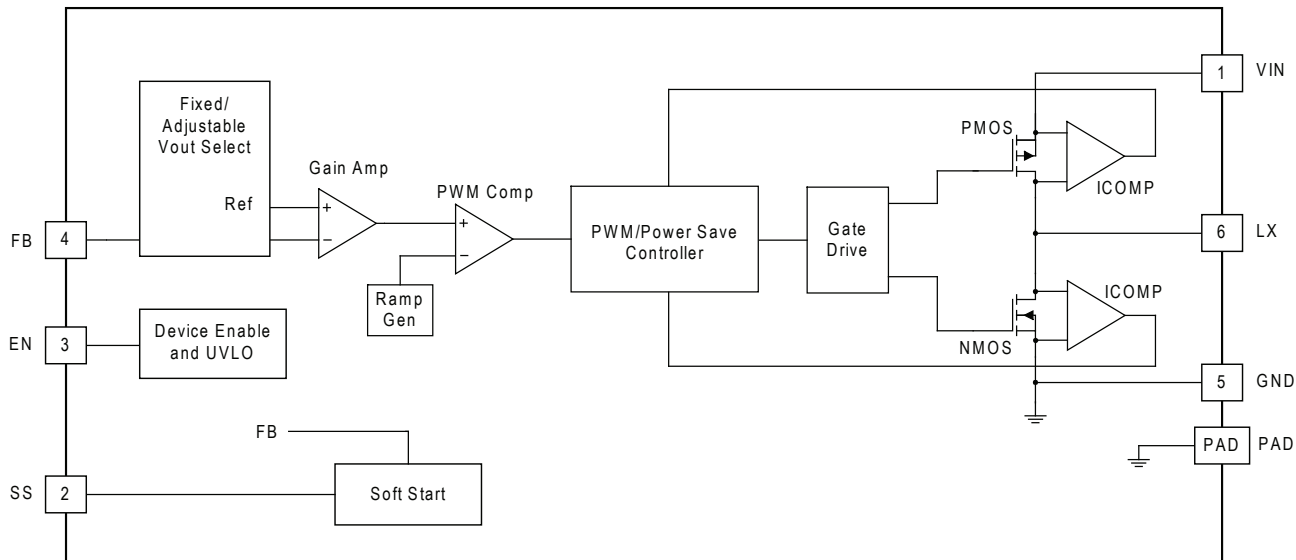 1
VIN
Fixed/
Adjustable
Vout Select
Ref
Gain Amp
+
–
PWM Comp
+
–
Ramp
Gen
PWM/Power Save
Controller
Gate
Drive
PMOS
ICOMP
FB
4
6
LX
ICOMP
NMOS
EN
3
Device Enable
and UVLO
5
GND
FB
PAD
PAD
SS
2
Soft Start